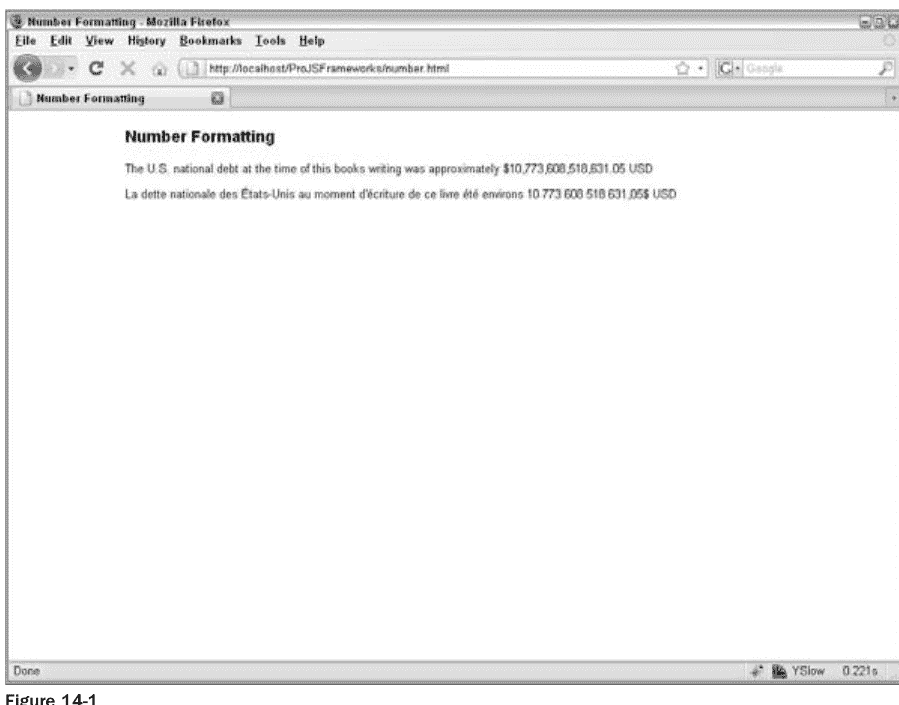 Number Formatting - Mozilla Firefox
File Edit View History Bookmarks Tools Help
http://localhost/ProJSFrameworks/number.html
Google
Number Formatting
Number Formatting
The U.S. national debt at the time of this books writing was approximately $10,773,608,518,631.05 USD
La dette nationale des États-Unis au moment d'écriture de ce livre été environs 10 773 608 518 631,05$ USD
Done
YSlow 0.221s
Figure 14-1